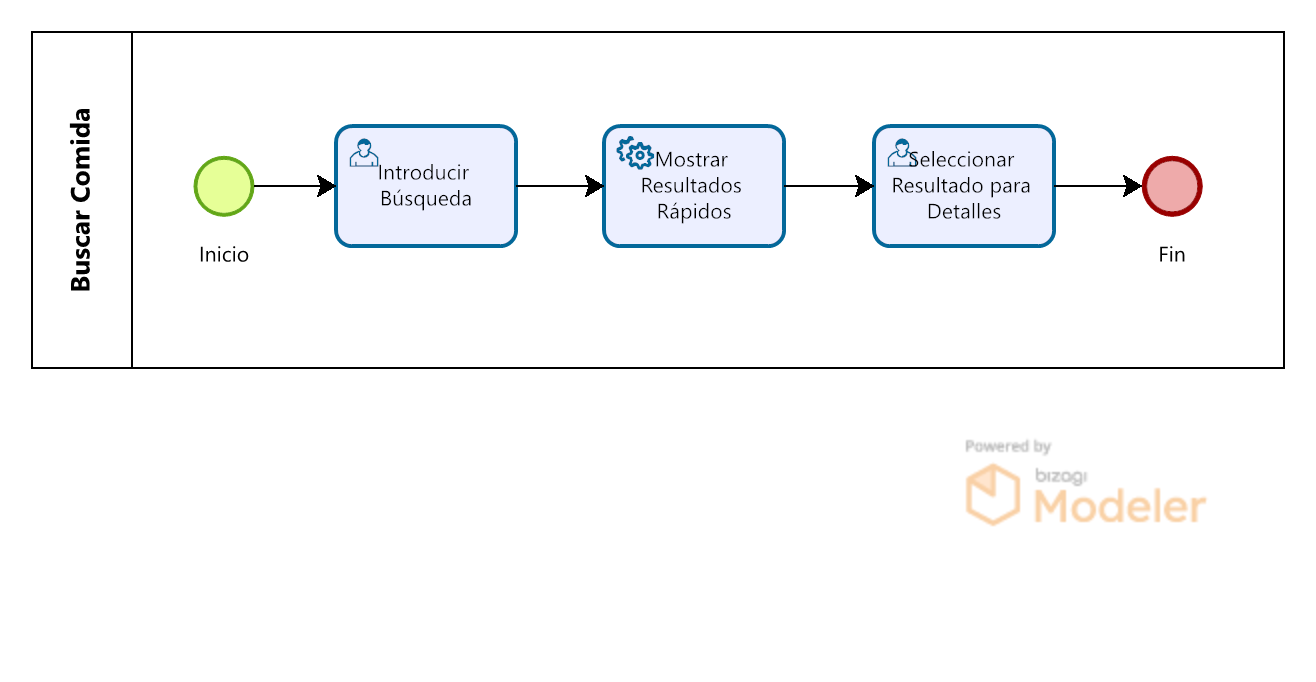 Buscar Comida
Inicio
Introducir
Búsqueda
Mostrar
Resultados
Rápidos
Seleccionar
Resultado para
Detalles
Fin
Powered by
bizagi
Modeler